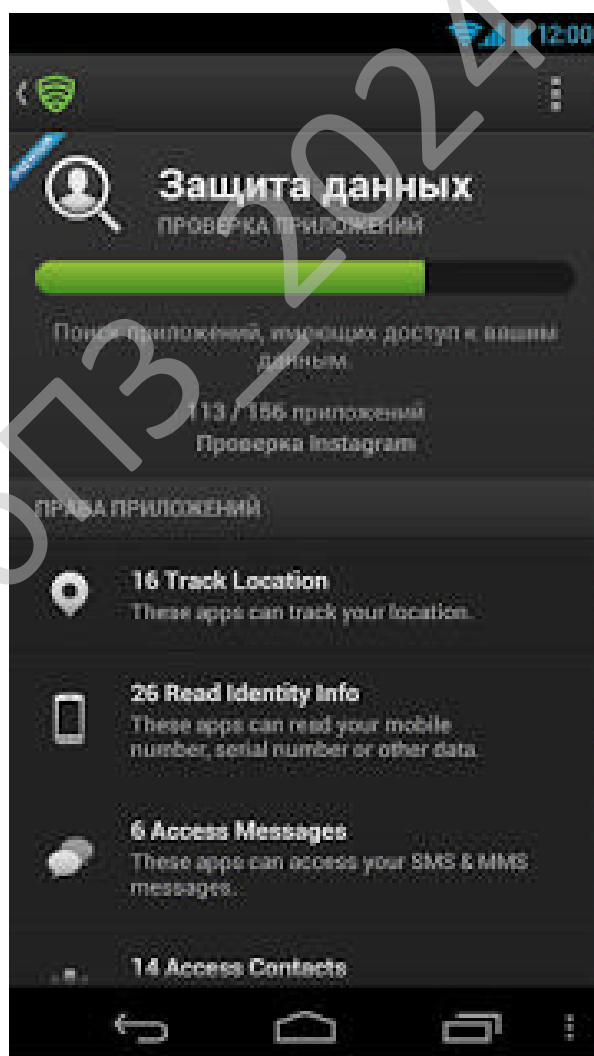 12:00
Защита данных
ПРОВЕРКА ПРИЛОЖЕНИЙ
Поиск приложений, имеющих доступ к вашим
данным.
113 / 166 приложений
Проверка Instagram
ПРАВА ПРИЛОЖЕНИЙ
16 Track Location
These apps can track your location.
26 Read Identity Info
These apps can read your mobile
number, serial number or other data.
6 Access Messages
These apps can access your SMS & MMS
messages.
14 Access Contacts
ПЗ_2024